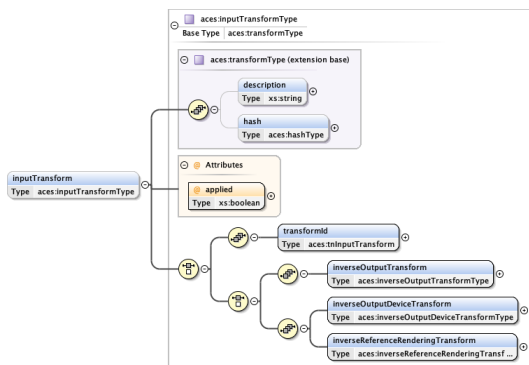 aces:inputTransformType
Base Type aces:transformType
aces:transformType (extension base)
description
Type xs:string
hash
Type aces:hashType
Attributes
applied
Type xs:boolean
inputTransform
Type aces:inputTransformType
transformId
Type aces:tnInputTransform
inverseOutputTransform
Type aces:inverseOutputTransformType
inverseOutputDeviceTransform
Type aces:inverseOutputDeviceTransformType
inverseReferenceRenderingTransform
Type aces:inverseReferenceRenderingTransf ...